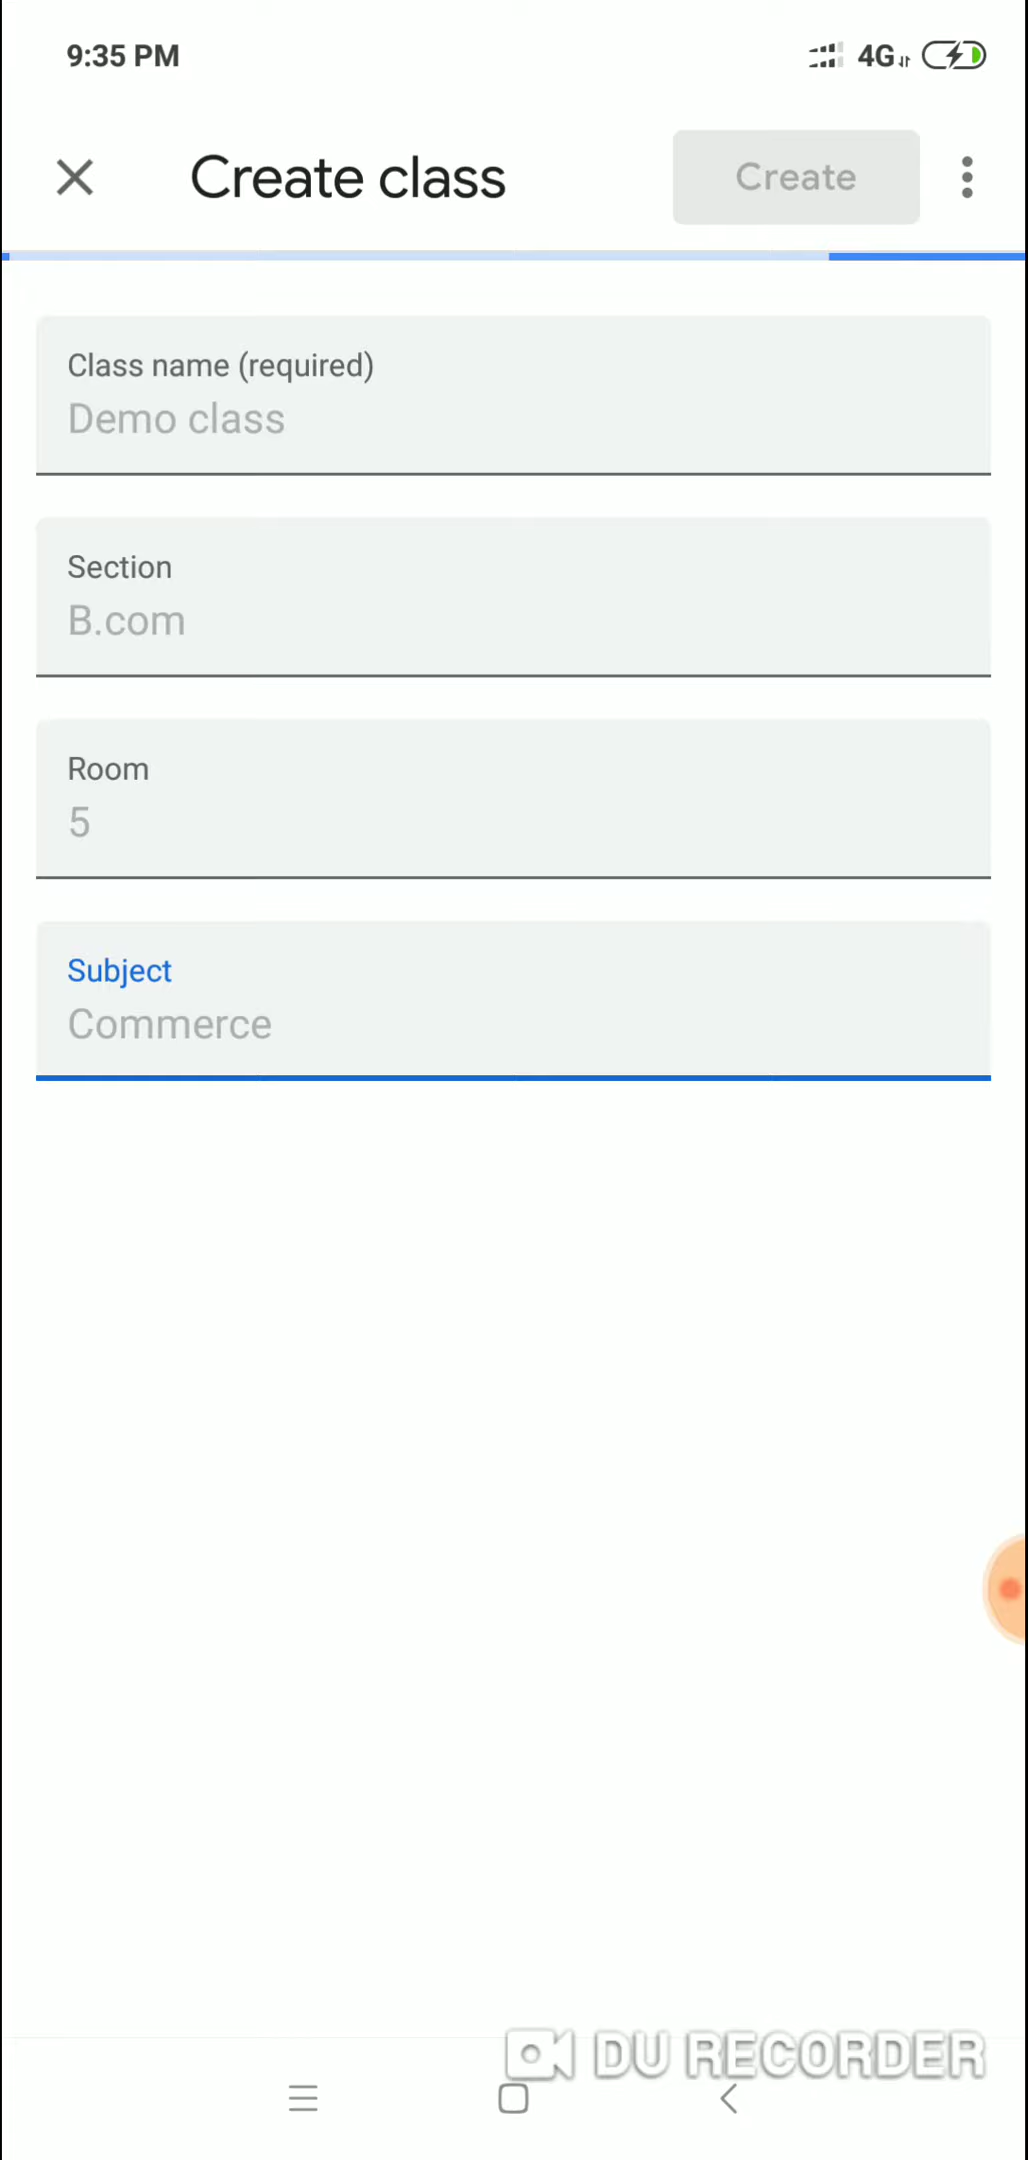 9:35 PM
4G
Create class
Create
Class name (required)
Demo class
Section
B.com
Room
5
Subject
Commerce
DU RECORDER